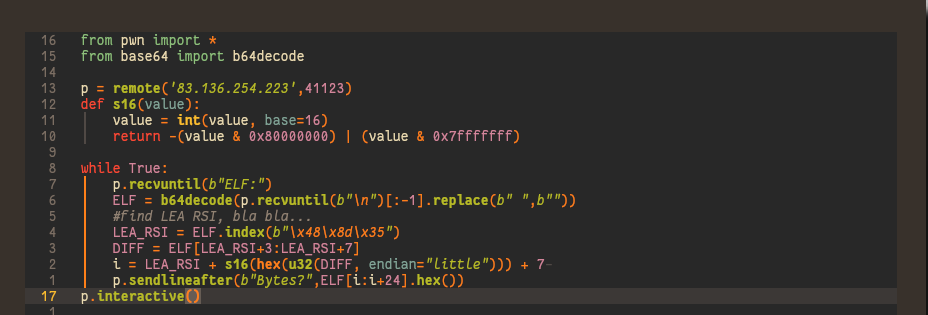 16 from pwn import *
15 from base64 import b64decode
14
13 p = remote('83.136.254.223',41123)
12 def s16(value):
11     value = int(value, base=16)
10     return -(value & 0x80000000) | (value & 0x7fffffff)
9
8 while True:
7     p.recvuntil(b"ELF:")
6     ELF = b64decode(p.recvuntil(b"\n")[:-1].replace(b" ",b""))
5     #find LEA RSI, bla bla...
4     LEA_RSI = ELF.index(b"\x48\x8d\x35")
3     DIFF = ELF[LEA_RSI+3:LEA_RSI+7]
2     i = LEA_RSI + s16(hex(u32(DIFF, endian="little"))) + 7-
1     p.sendlineafter(b"Bytes?",ELF[i:i+24].hex())
17 p.interactive()
1